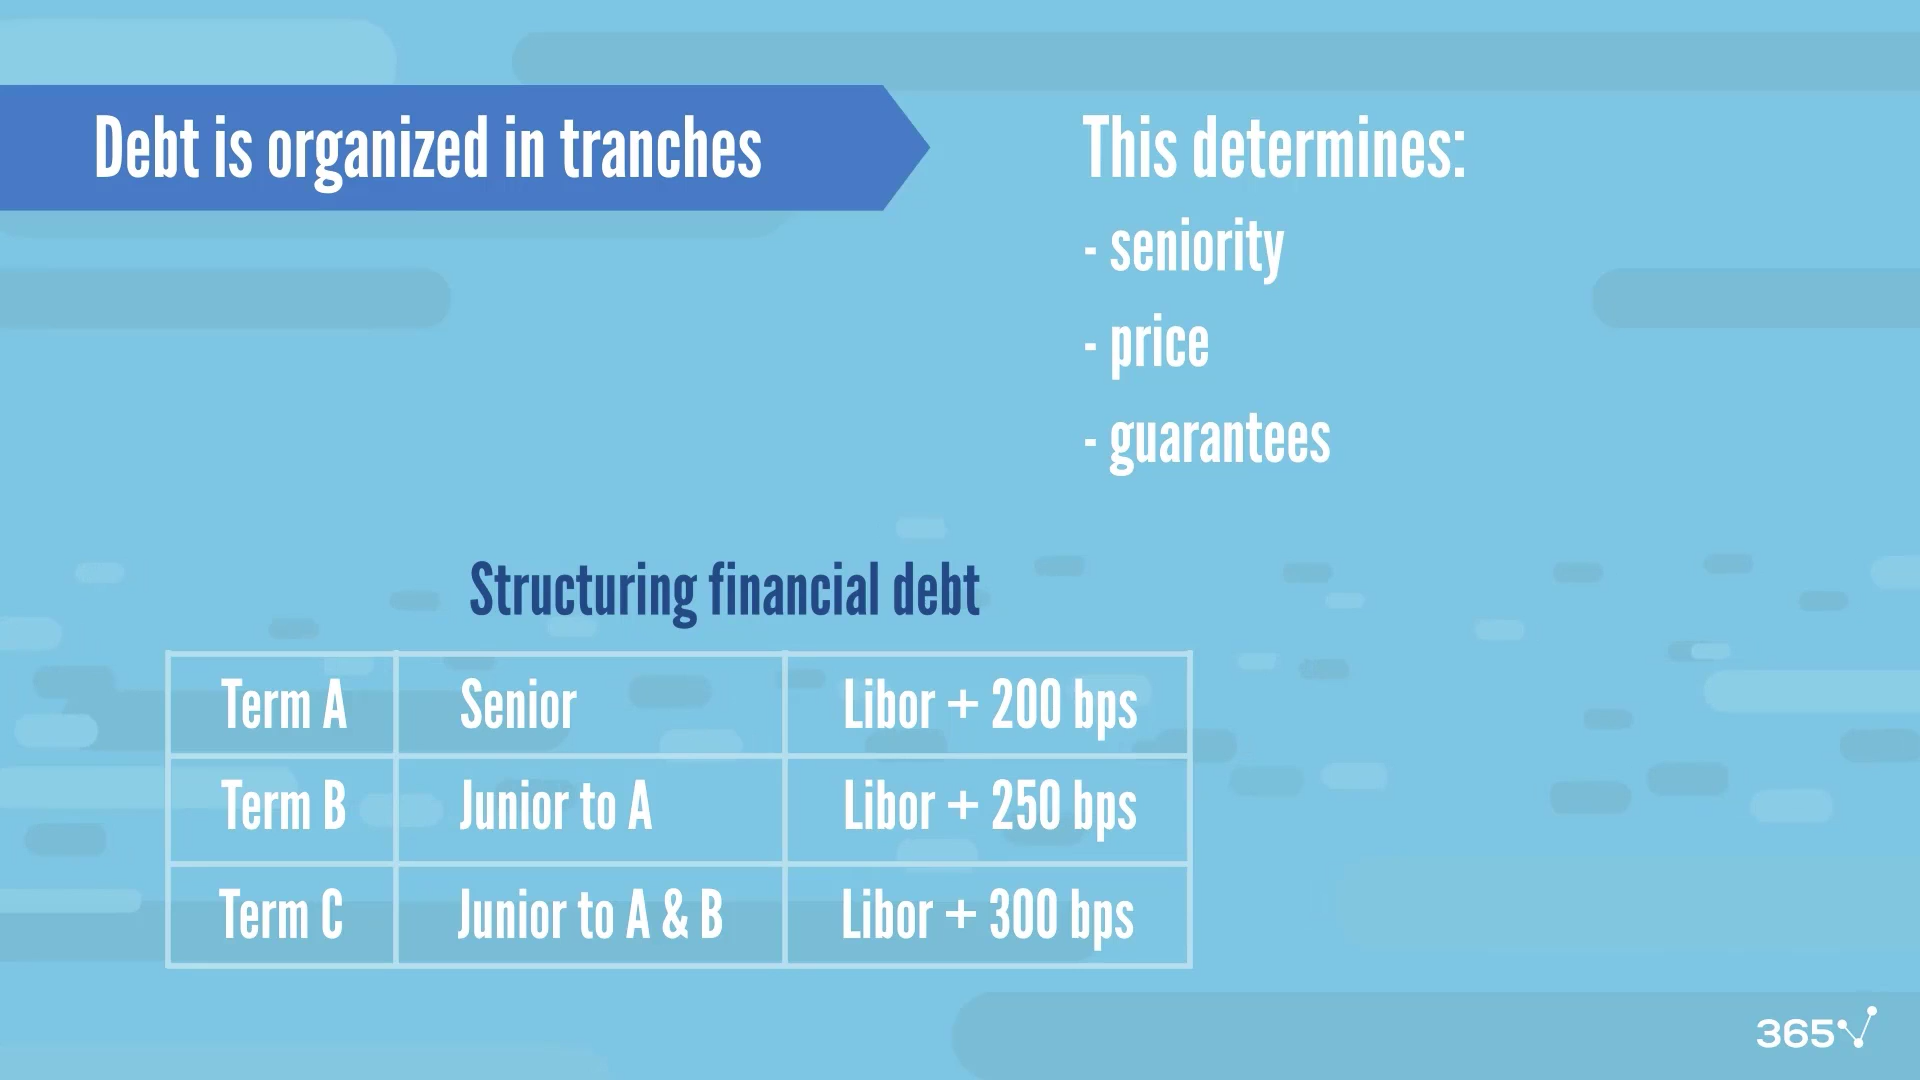 Debt is organized in tranches
This determines:
- seniority
- price
- guarantees
Structuring financial debt
Term A Senior Libor + 200 bps
Term B Junior to A Libor + 250 bps
Term C Junior to A & B Libor + 300 bps
365